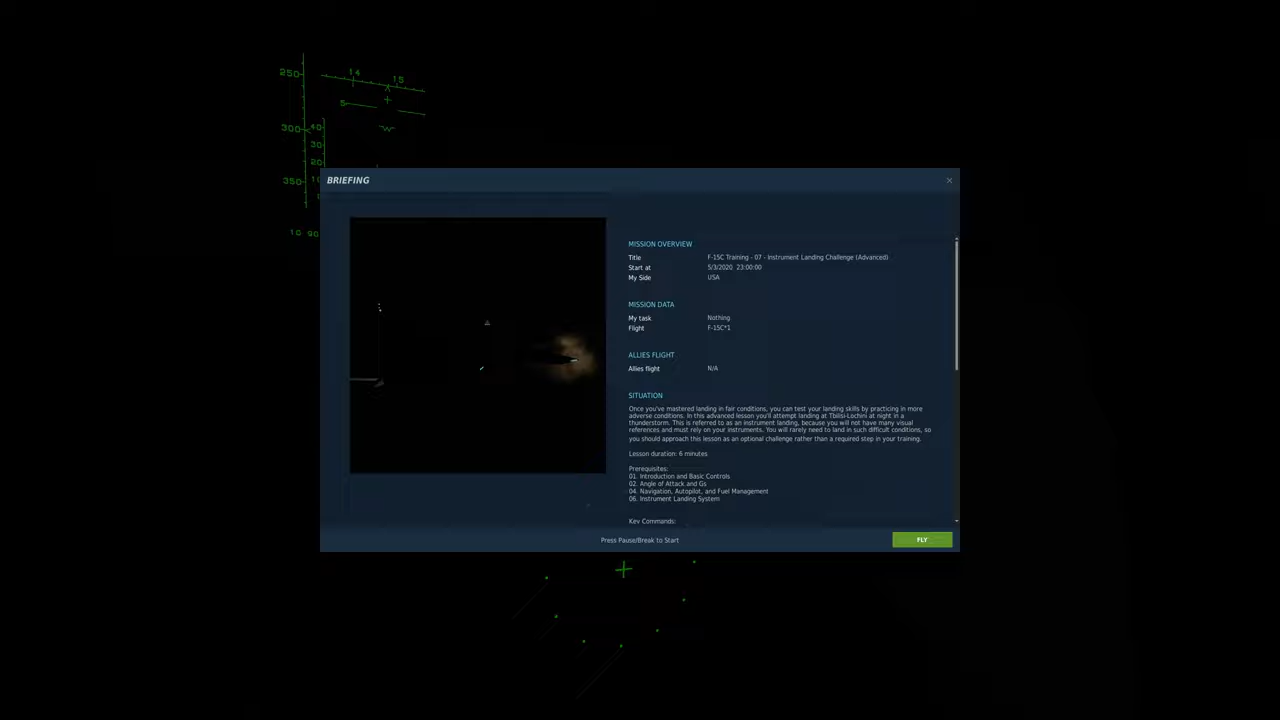 14
15
250
5
300
40
30
20
350
10
1
10 90
BRIEFING
MISSION OVERVIEW
Title F-15C Training - 07 - Instrument Landing Challenge (Advanced)
Start at 5/3/2020 23:00:00
My Side USA
MISSION DATA
My task Nothing
Flight F-15C*1
ALLIES FLIGHT
Allies flight N/A
SITUATION
Once you've mastered landing in fair conditions, you can test your landing skills by practicing in more
adverse conditions. In this advanced lesson you'll attempt landing at Tbilisi-Lochini at night in a
thunderstorm. This is referred to as an instrument landing, because you will not have many visual
references and must rely on your instruments. You will rarely need to land in such difficult conditions, so
you should approach this lesson as an optional challenge rather than a required step in your training.
Lesson duration: 6 minutes
Prerequisites:
01. Introduction and Basic Controls
02. Angle of Attack and Gs
04. Navigation, Autopilot, and Fuel Management
06. Instrument Landing System
Key Commands:
Press Pause/Break to Start
FLY